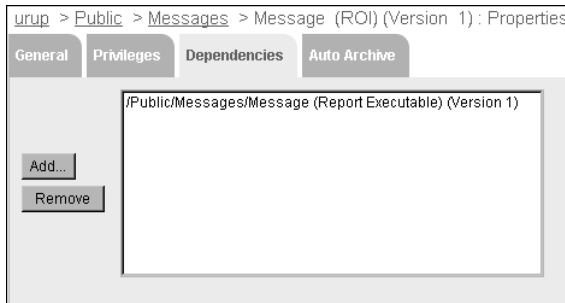 urup > Public > Messages > Message (ROI) (Version 1) : Properties
General Privileges Dependencies Auto Archive
/Public/Messages/Message (Report Executable) (Version 1)
Add...
Remove